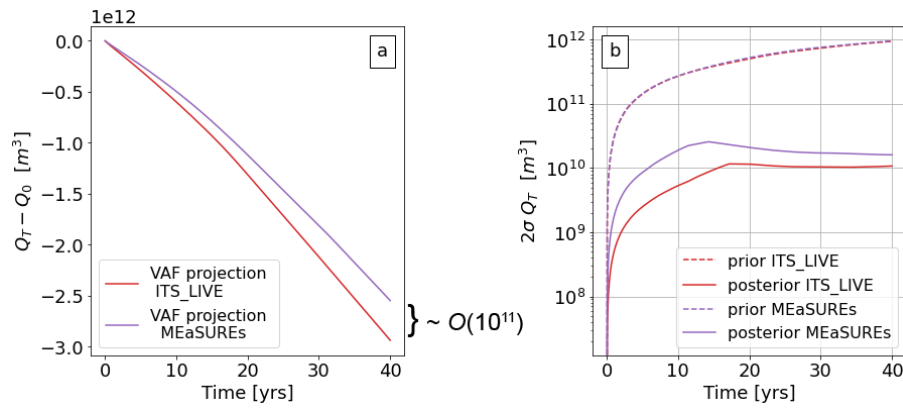 1e12
a
0.0
−0.5
−1.0
−1.5
−2.0
−2.5
−3.0
Q_T − Q_0 [m³]
VAF projection
ITS_LIVE
VAF projection
MEaSUREs
0 10 20 30 40
Time [yrs]
} ~ O(10¹¹)
b
10¹²
10¹¹
10¹⁰
10⁹
10⁸
2σ Q_T [m³]
prior ITS_LIVE
posterior ITS_LIVE
prior MEaSUREs
posterior MEaSUREs
0 10 20 30 40
Time [yrs]